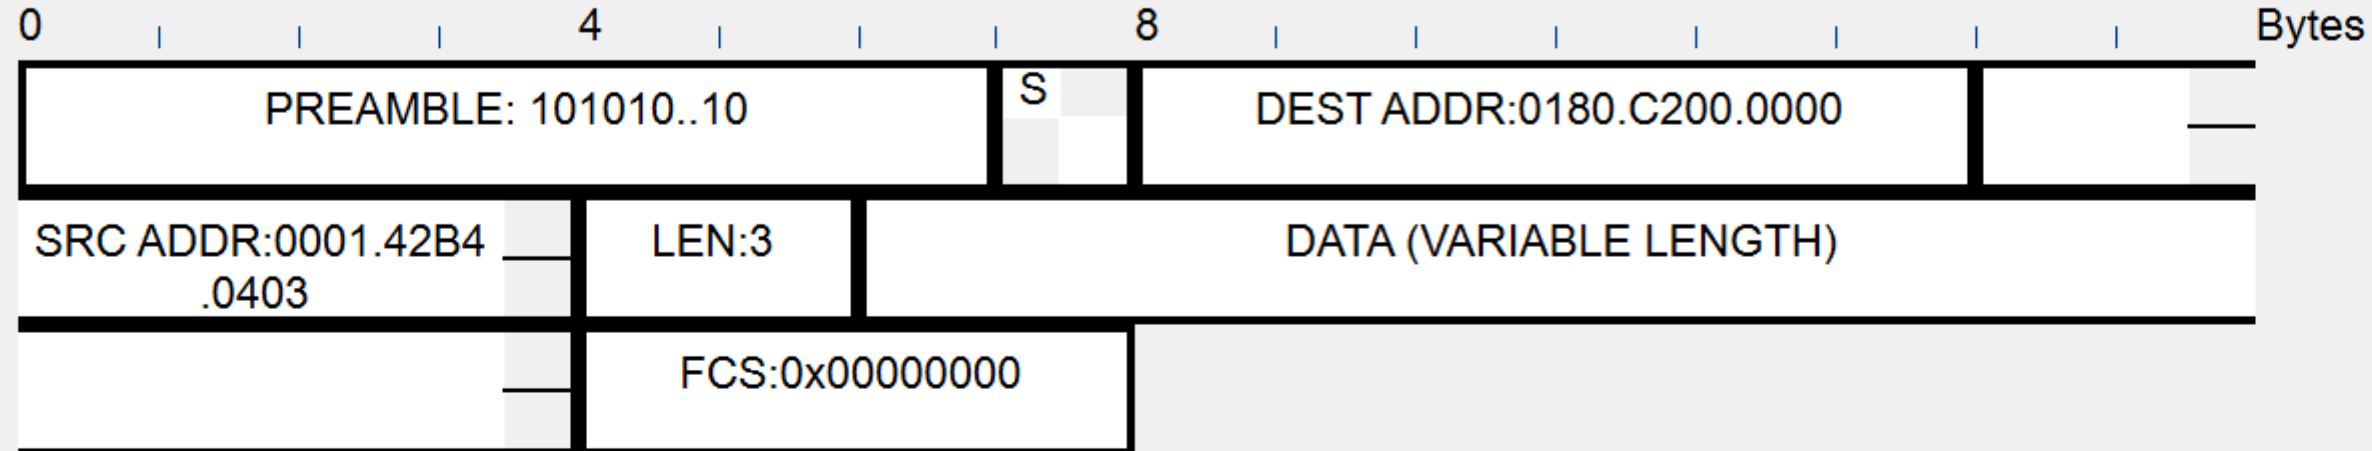 0 4 8 Bytes
PREAMBLE: 101010..10 S DEST ADDR:0180.C200.0000
SRC ADDR:0001.42B4 LEN:3 DATA (VARIABLE LENGTH)
.0403
FCS:0x00000000